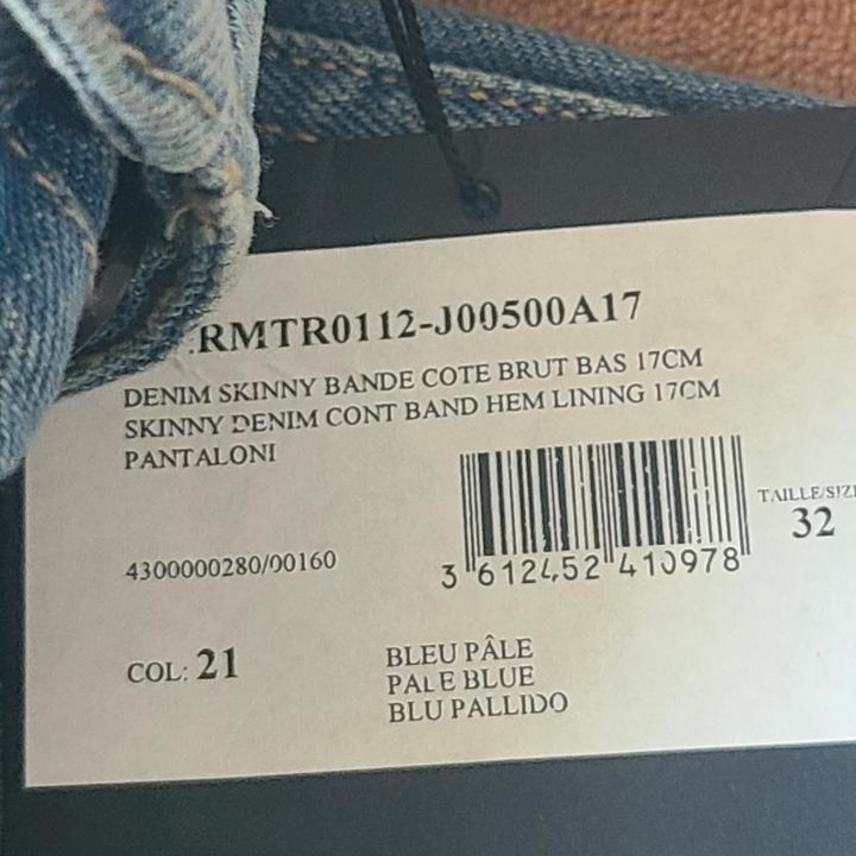 .RMTR0112-J00500A17
DENIM SKINNY BANDE COTE BRUT BAS 17CM
SKINNY DENIM CONT BAND HEM LINING 17CM
PANTALONI
TAILLE/SIZE
32
3 612452 410978
4300000280/00160
COL: 21
BLEU PÂLE
PALE BLUE
BLU PALLIDO